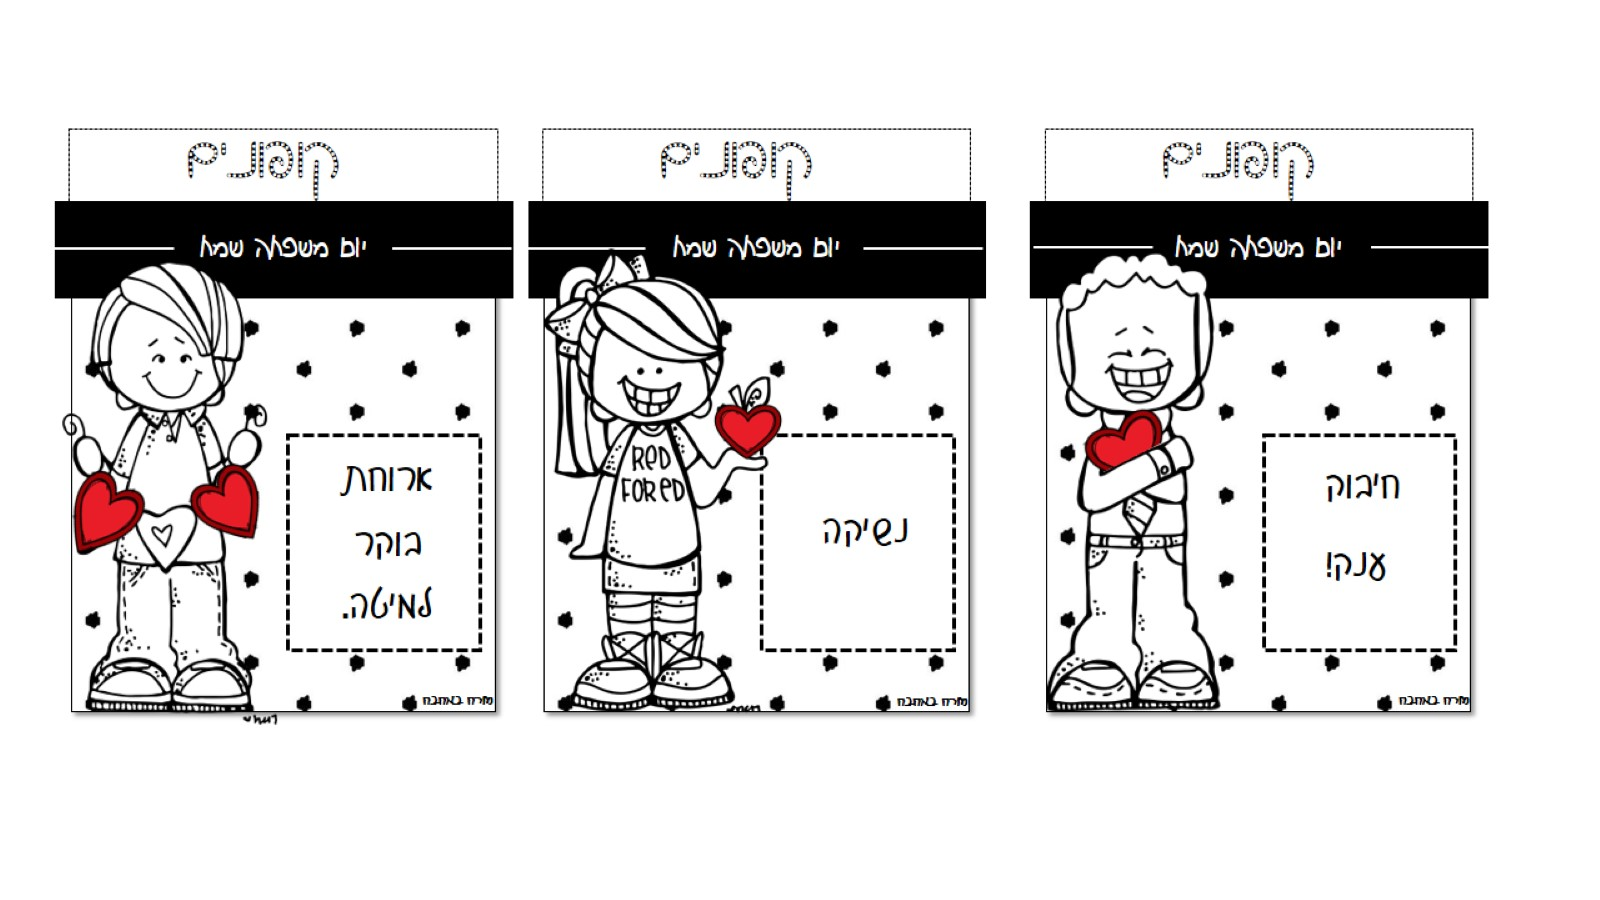 קופונים
יום משפחה שמח
ארוחת
בוקר
למיטה.
קופונים
יום משפחה שמח
RED
FOR ED
נשיקה
קופונים
יום משפחה שמח
חיבוק
ענק!